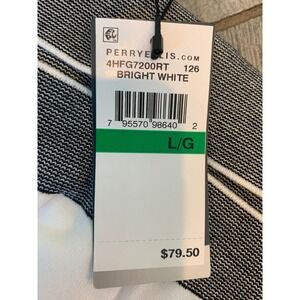 PERRYELLIS.COM
4HFG7200RT 126
BRIGHT WHITE
7 95570 98640 2
L/G
$79.50